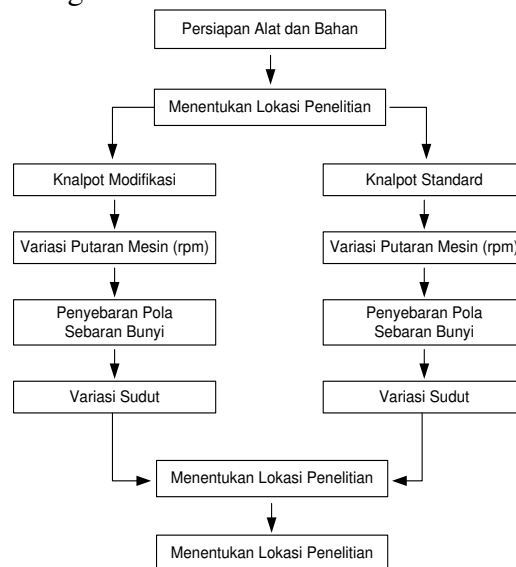 Persiapan Alat dan Bahan
Menentukan Lokasi Penelitian
Knalpot Modifikasi
Knalpot Standard
Variasi Putaran Mesin (rpm)
Variasi Putaran Mesin (rpm)
Penyebaran Pola
Sebaran Bunyi
Penyebaran Pola
Sebaran Bunyi
Variasi Sudut
Variasi Sudut
Menentukan Lokasi Penelitian
Menentukan Lokasi Penelitian